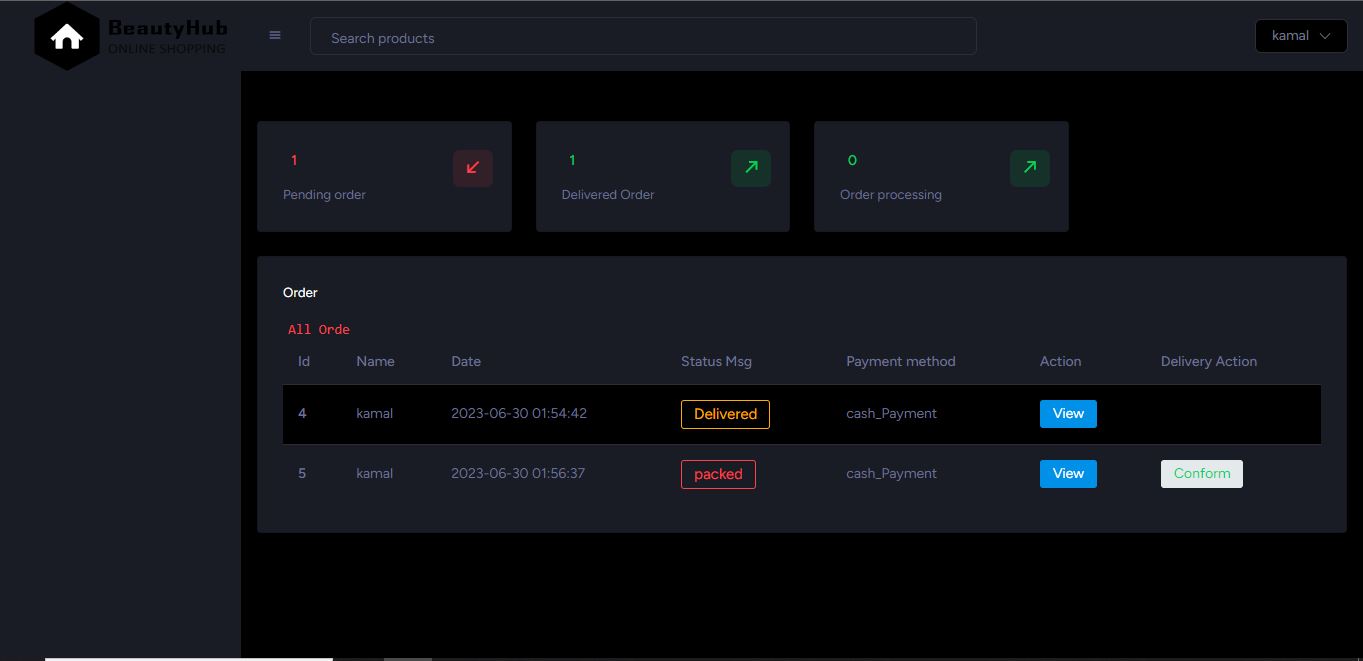 BeautyHub
ONLINE SHOPPING
Search products
kamal
1
Pending order
1
Delivered Order
0
Order processing
Order
All Orde
Id Name Date Status Msg Payment method Action Delivery Action
4 kamal 2023-06-30 01:54:42 Delivered cash_Payment View
5 kamal 2023-06-30 01:56:37 packed cash_Payment View Conform